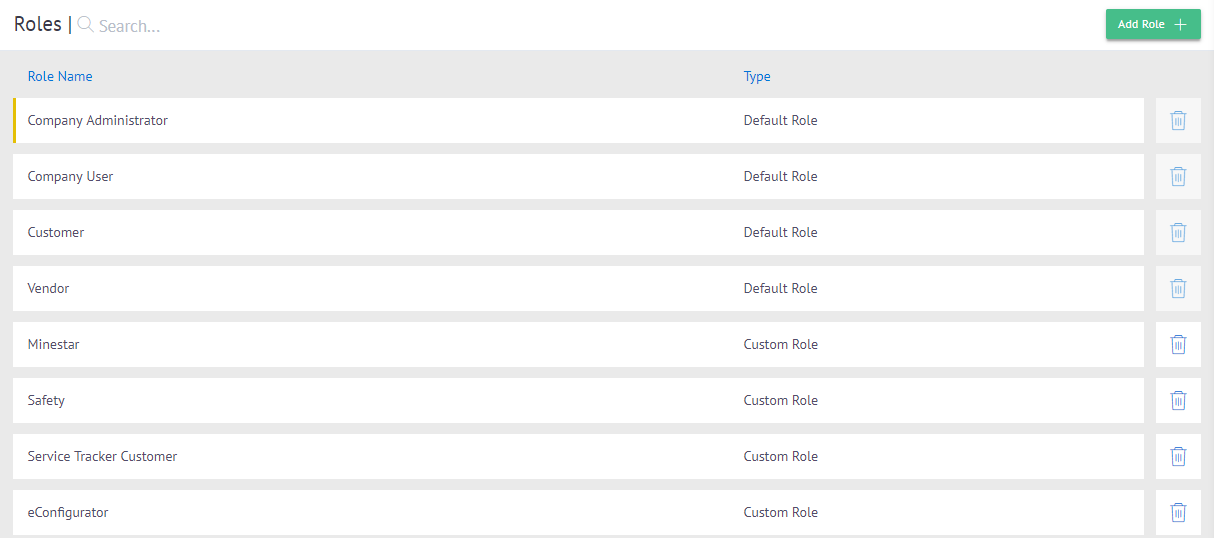 Roles | Search... Add Role +
Role Name Type
Company Administrator Default Role
Company User Default Role
Customer Default Role
Vendor Default Role
Minestar Custom Role
Safety Custom Role
Service Tracker Customer Custom Role
eConfigurator Custom Role